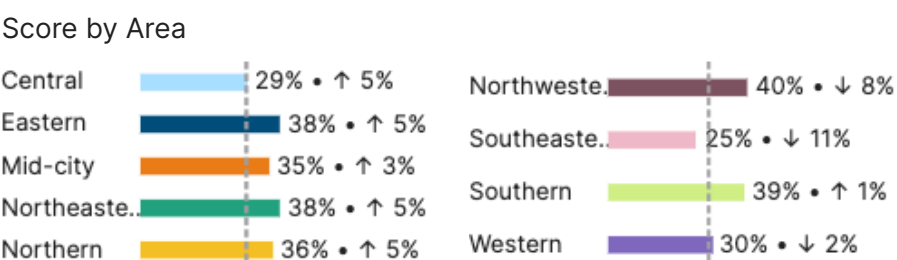 Score by Area
Central 29% • ↑ 5%
Eastern 38% • ↑ 5%
Mid-city 35% • ↑ 3%
Northeaste.. 38% • ↑ 5%
Northern 36% • ↑ 5%
Northweste.. 40% • ↓ 8%
Southeaste.. 25% • ↓ 11%
Southern 39% • ↑ 1%
Western 30% • ↓ 2%